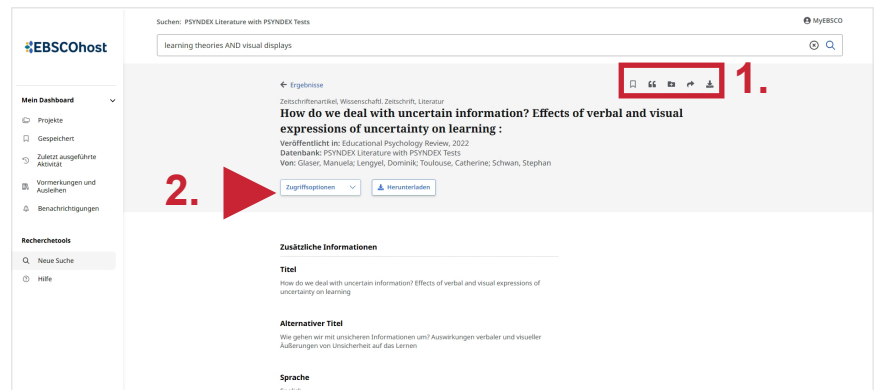 Suchen: PSYNDEX Literature with PSYNDEX Tests
MyEBSCO
EBSCOhost
learning theories AND visual displays
1.
Ergebnisse
Mein Dashboard
Projekte
Gespeichert
Zuletzt ausgeführte
Aktivität
Vormerkungen und
Ausleihen
Benachrichtigungen
Recherchetools
Neue Suche
Hilfe
Zeitschriftenartikel, Wissenschaftl. Zeitschrift, Literatur
How do we deal with uncertain information? Effects of verbal and visual
expressions of uncertainty on learning :
Veröffentlicht in: Educational Psychology Review, 2022
Datenbank: PSYNDEX Literature with PSYNDEX Tests
Von: Glaser, Manuela; Lengyel, Dominik; Toulouse, Catherine; Schwan, Stephan
2.
Zugriffsoptionen
Herunterladen
Zusätzliche Informationen
Titel
How do we deal with uncertain information? Effects of verbal and visual expressions of
uncertainty on learning
Alternativer Titel
Wie gehen wir mit unsicheren Informationen um? Auswirkungen verbaler und visueller
Äußerungen von Unsicherheit auf das Lernen
Sprache